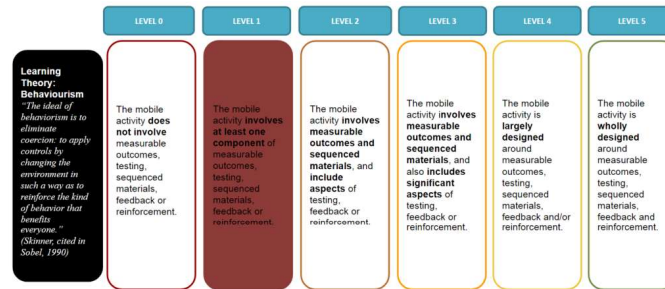 LEVEL 0
LEVEL 1
LEVEL 2
LEVEL 3
LEVEL 4
LEVEL 5
Learning
Theory:
Behaviourism
"The ideal of
behaviorism is to
eliminate
coercion: to apply
controls by
changing the
environment in
such a way as to
reinforce the kind
of behavior that
benefits
everyone."
(Skinner, cited in
Sobel, 1990)
The mobile
activity does
not involve
measurable
outcomes,
testing,
sequenced
materials,
feedback or
reinforcement.
The mobile
activity involves
at least one
component of
measurable
outcomes,
testing,
sequenced
materials,
feedback or
reinforcement.
The mobile
activity involves
measurable
outcomes and
sequenced
materials, and
include
aspects of
testing,
feedback or
reinforcement.
The mobile
activity involves
measurable
outcomes and
sequenced
materials, and
also includes
significant
aspects of
testing,
feedback or
reinforcement.
The mobile
activity is
largely
designed
around
measurable
outcomes,
testing,
sequenced
materials,
feedback and/or
reinforcement.
The mobile
activity is
wholly
designed
around
measurable
outcomes,
testing,
sequenced
materials,
feedback and
reinforcement.